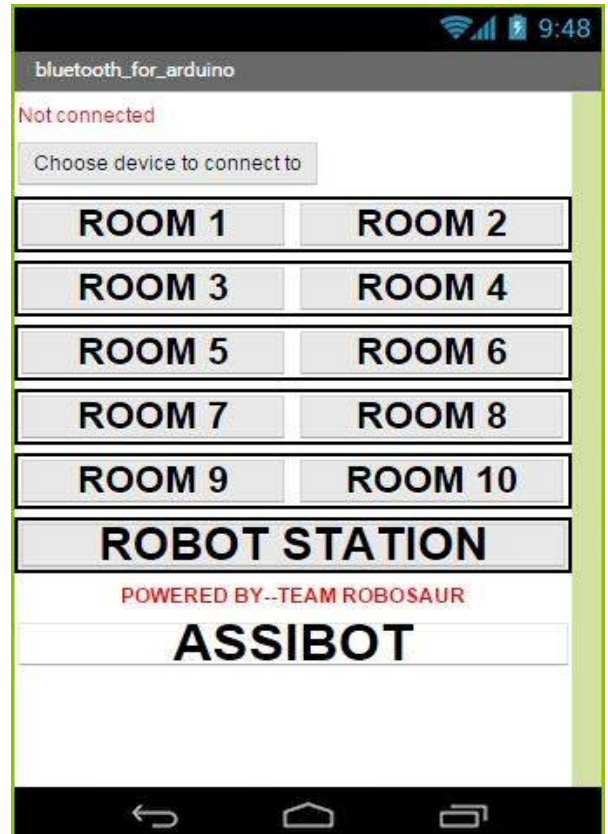 9:48
bluetooth_for_arduino
Not connected
Choose device to connect to
ROOM 1 ROOM 2
ROOM 3 ROOM 4
ROOM 5 ROOM 6
ROOM 7 ROOM 8
ROOM 9 ROOM 10
ROBOT STATION
POWERED BY--TEAM ROBOSAUR
ASSIBOT